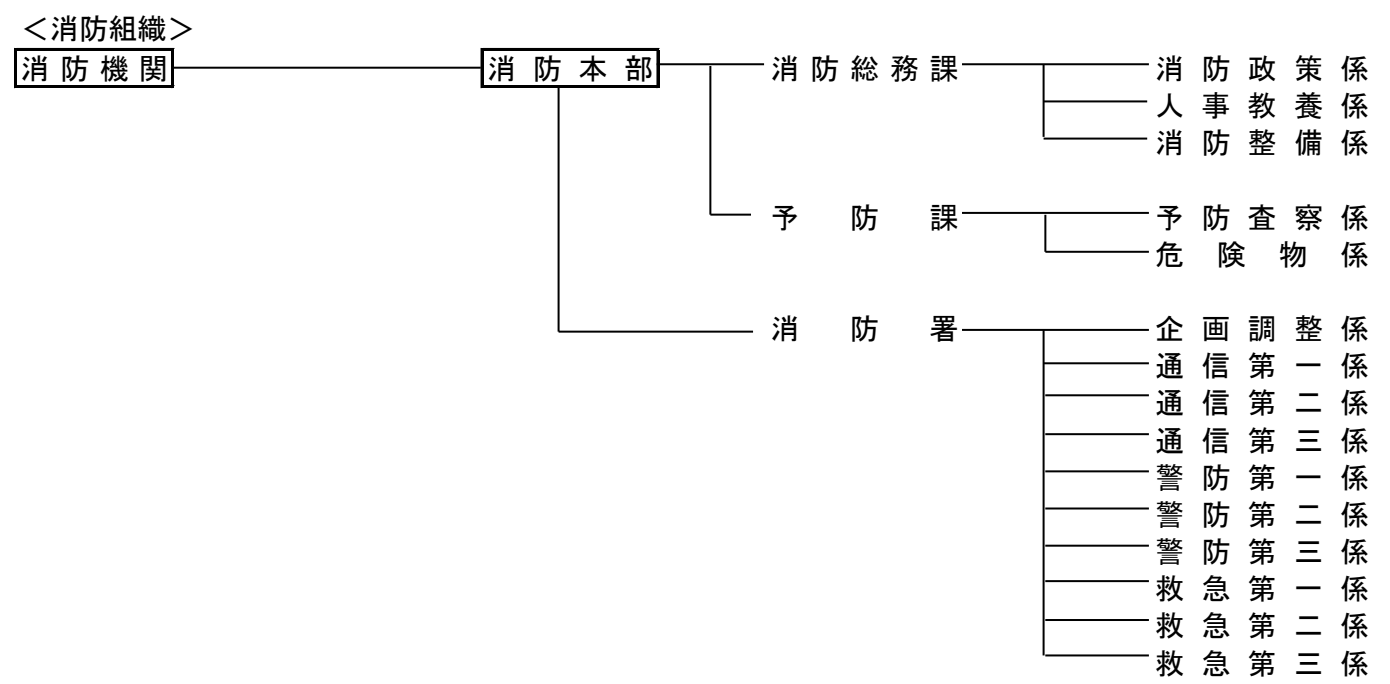 ＜消防組織＞
消防機関 消防本部 消防総務課 消防政策係
人事教養係
消防整備係
予防課 予防査察係
危険物係
消防署 企画調整係
通信第一係
通信第二係
通信第三係
警防第一係
警防第二係
警防第三係
救急第一係
救急第二係
救急第三係